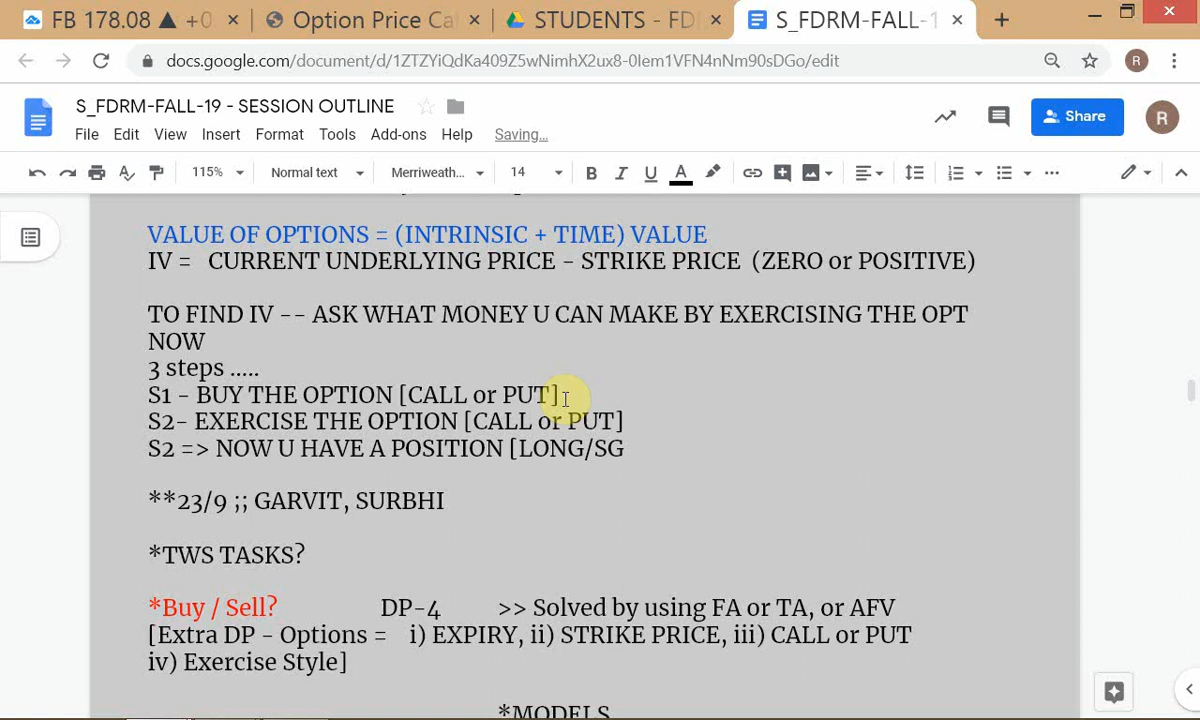 FB 178.08 ▲ +0
Option Price Ca
STUDENTS - FDM
S_FDRM-FALL-1
docs.google.com/document/d/1ZTZYiQdKa409Z5wNimhX2ux8-0Iem1VFN4nNm90sDGo/edit
R
S_FDRM-FALL-19 - SESSION OUTLINE
File Edit View Insert Format Tools Add-ons Help Saving...
Share
R
115% Normal text Merriweath... 14 B I U A
VALUE OF OPTIONS = (INTRINSIC + TIME) VALUE
IV = CURRENT UNDERLYING PRICE - STRIKE PRICE (ZERO or POSITIVE)
TO FIND IV -- ASK WHAT MONEY U CAN MAKE BY EXERCISING THE OPT
NOW
3 steps .....
S1 - BUY THE OPTION [CALL or PUT]
S2- EXERCISE THE OPTION [CALL or PUT]
S2 => NOW U HAVE A POSITION [LONG/SG
**23/9 ;; GARVIT, SURBHI
*TWS TASKS?
*Buy / Sell? DP-4 >> Solved by using FA or TA, or AFV
[Extra DP - Options = i) EXPIRY, ii) STRIKE PRICE, iii) CALL or PUT
iv) Exercise Style]
*MODELS